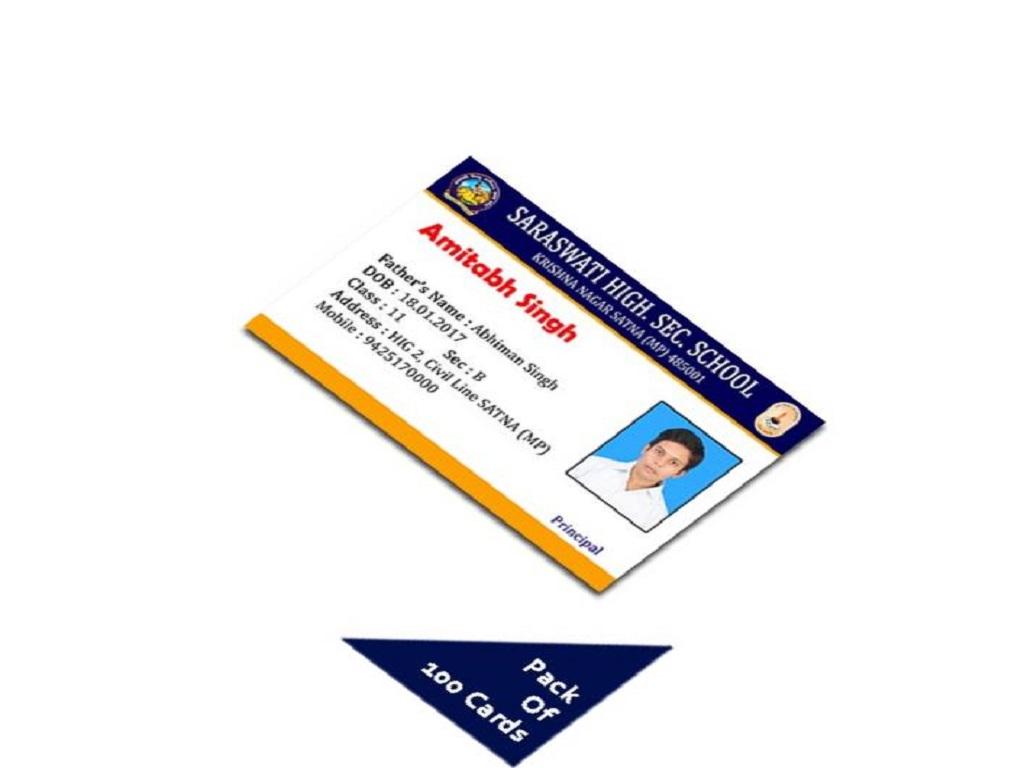 SARASWATI HIGH. SEC. SCHOOL
KRISHNA NAGAR SATNA (MP) 485001
Amitabh Singh
Father's Name : Abhiman Singh
DOB : 18.01.2017
Class : 11 Sec : B
Address : HIG 2, Civil Line SATNA (MP)
Mobile : 9425170000
Principal
Pack
Of
100 Cards